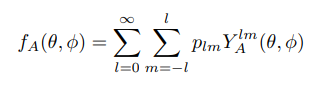 f_A(θ, ϕ) = ∑_{l=0}^{∞} ∑_{m=−l}^{l} p_{lm} Y_A^{lm}(θ, ϕ)